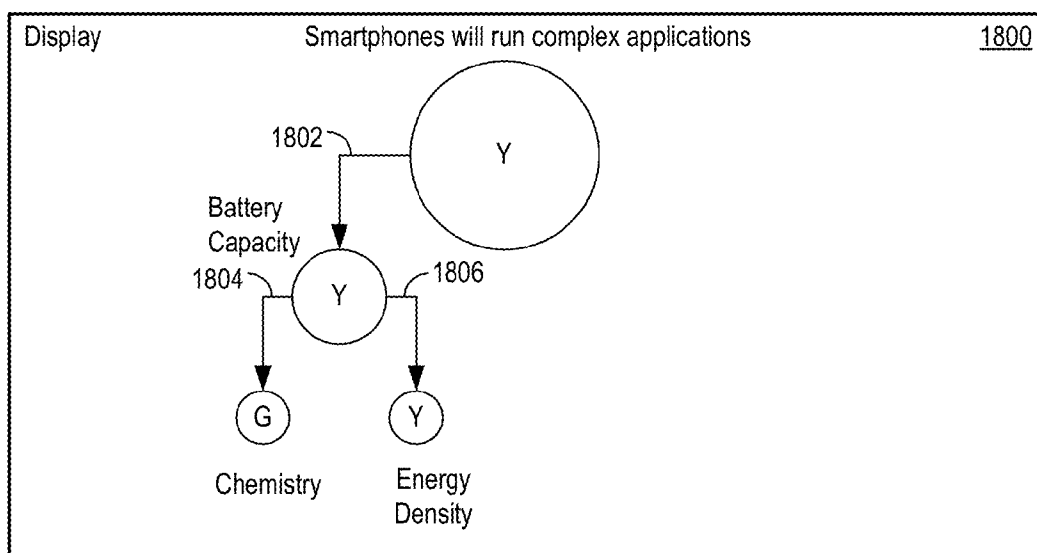 Display Smartphones will run complex applications 1800
1802
Y
Battery
Capacity
1804
Y
1806
G
Y
Chemistry
Energy
Density